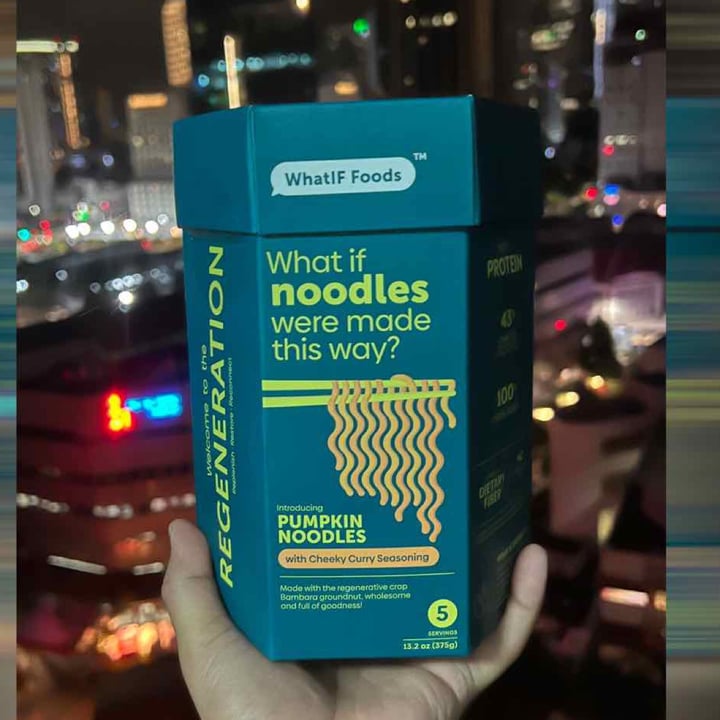 WhatIF Foods™
What if
noodles
were made
this way?
Welcome to the
REGENERATION
Replenish · Restore · Reconnect
Introducing
PUMPKIN
NOODLES
with Cheeky Curry Seasoning
Made with the regenerative crop
Bambara groundnut, wholesome
and full of goodness!
5
SERVINGS
13.2 oz (375g)
PROTEIN
100
DIETARY
FIBER